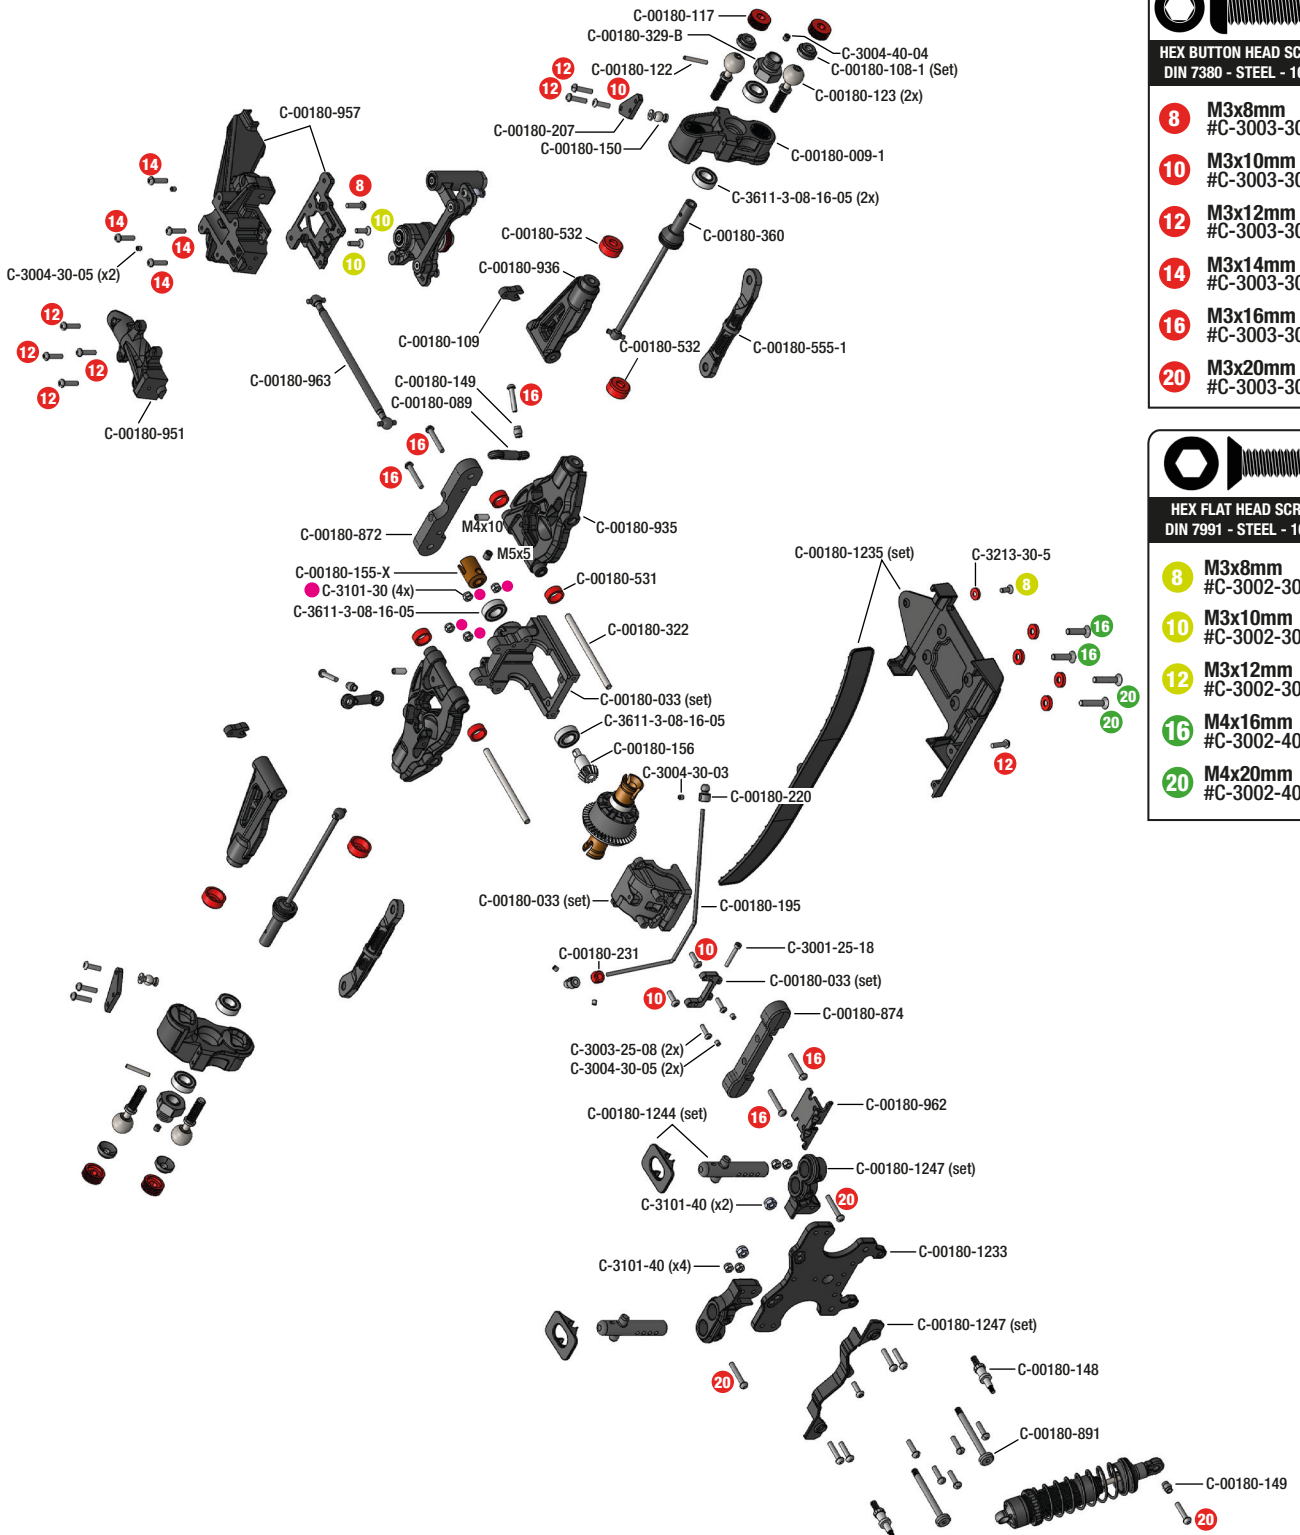 C-00180-117
C-00180-329-B
C-3004-40-04
C-00180-108-1 (Set)
C-00180-122
C-00180-123 (2x)
12
12
10
C-00180-207
C-00180-150
C-00180-009-1
C-3611-3-08-16-05 (2x)
C-00180-957
14
8
10
14
14
10
14
C-3004-30-05 (x2)
C-00180-532
C-00180-360
C-00180-936
C-00180-109
C-00180-532
C-00180-555-1
12
12
12
12
C-00180-951
C-00180-963
C-00180-149
C-00180-089
16
16
16
C-00180-872
M4x10
C-00180-935
M5x5
C-00180-155-X
C-3101-30 (4x)
C-3611-3-08-16-05
C-00180-531
C-00180-322
C-00180-033 (set)
C-3611-3-08-16-05
C-00180-156
C-3004-30-03
C-00180-220
C-00180-1235 (set)
C-3213-30-5
8
16
16
20
20
12
C-00180-033 (set)
C-00180-195
C-00180-231
10
C-3001-25-18
C-00180-033 (set)
10
C-00180-874
C-3003-25-08 (2x)
C-3004-30-05 (2x)
16
16
C-00180-962
C-00180-1244 (set)
C-00180-1247 (set)
C-3101-40 (x2)
20
C-00180-1233
C-3101-40 (x4)
C-00180-1247 (set)
20
C-00180-148
C-00180-891
C-00180-149
20
HEX BUTTON HEAD SC
DIN 7380 - STEEL - 1
8 M3x8mm
#C-3003-30
10 M3x10mm
#C-3003-30
12 M3x12mm
#C-3003-30
14 M3x14mm
#C-3003-30
16 M3x16mm
#C-3003-30
20 M3x20mm
#C-3003-30
HEX FLAT HEAD SCR
DIN 7991 - STEEL - 1
8 M3x8mm
#C-3002-30
10 M3x10mm
#C-3002-30
12 M3x12mm
#C-3002-30
16 M4x16mm
#C-3002-40
20 M4x20mm
#C-3002-40